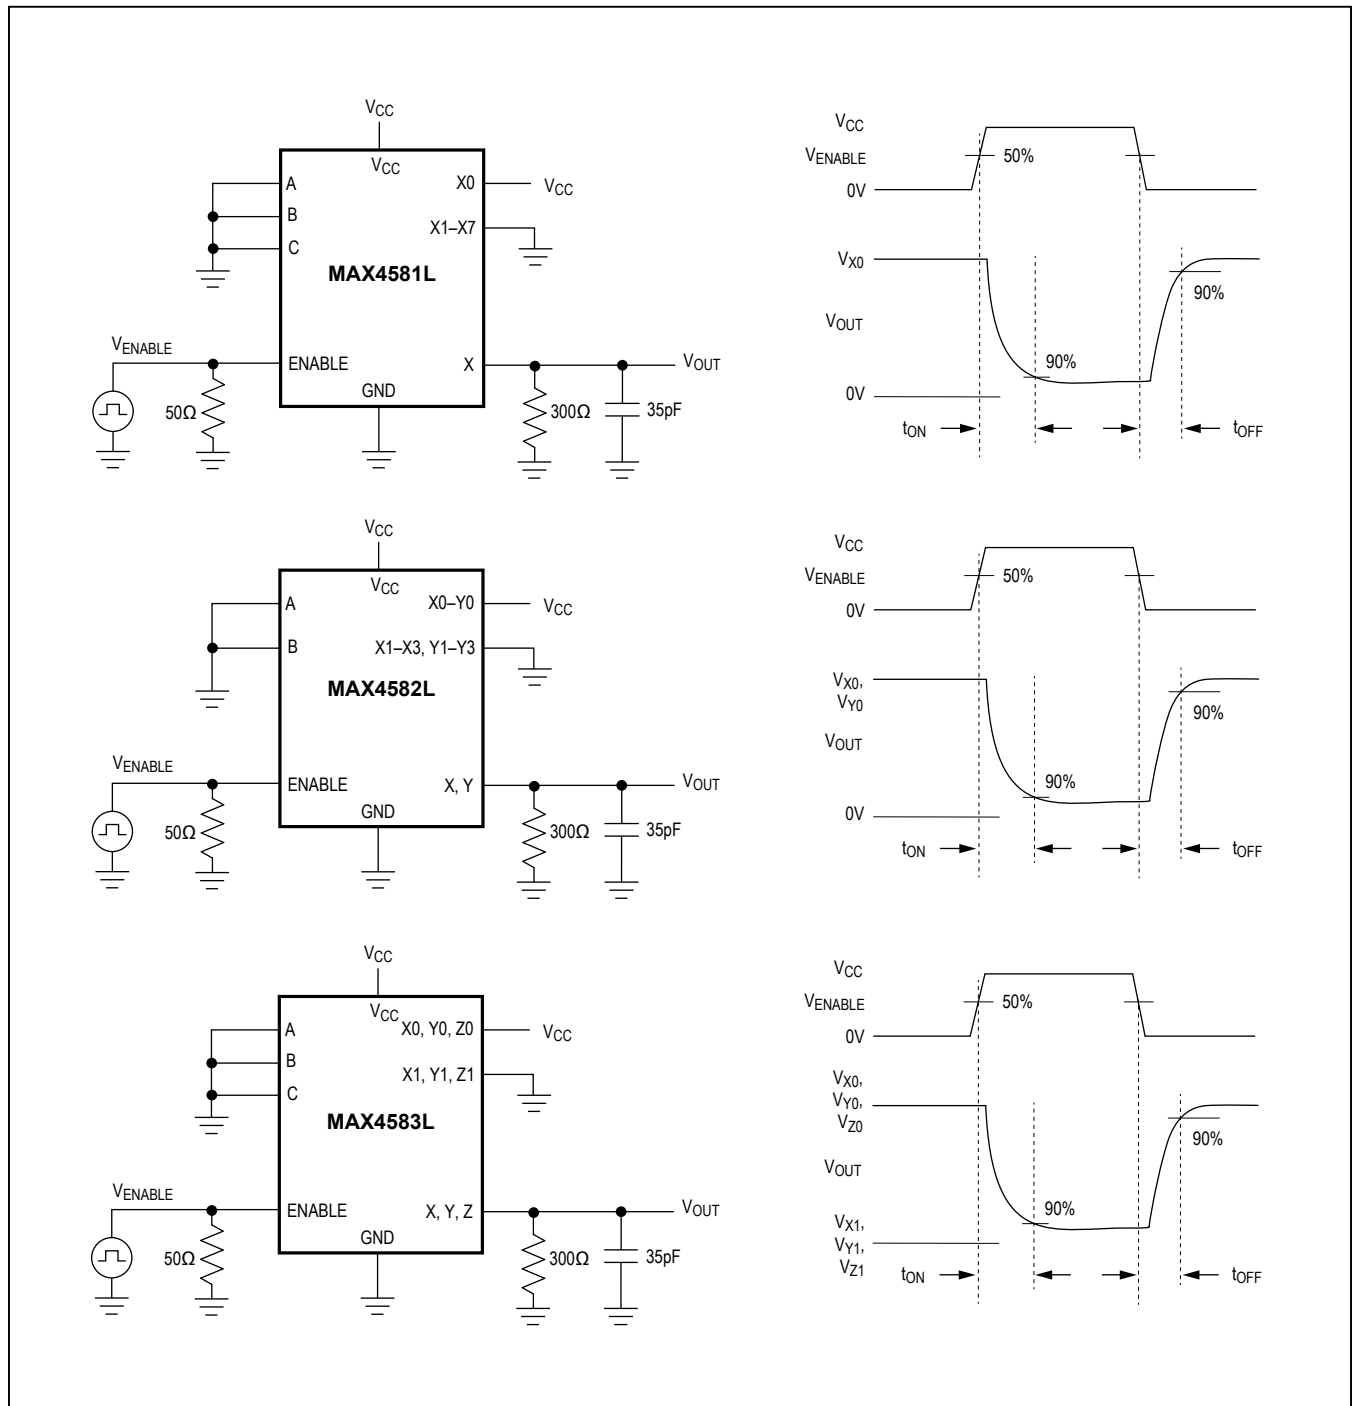 VCC
VCC
A
B
C
X0
VCC
X1–X7
MAX4581L
VENABLE
ENABLE
X
VOUT
GND
50Ω
300Ω
35pF
VCC
VENABLE
50%
0V
VX0
90%
VOUT
90%
0V
tON
tOFF
VCC
VCC
A
B
X0–Y0
VCC
X1–X3, Y1–Y3
MAX4582L
VENABLE
ENABLE
X, Y
VOUT
GND
50Ω
300Ω
35pF
VCC
VENABLE
50%
0V
VX0,
VY0
90%
VOUT
90%
0V
tON
tOFF
VCC
VCC
A
B
C
X0, Y0, Z0
VCC
X1, Y1, Z1
MAX4583L
VENABLE
ENABLE
X, Y, Z
VOUT
GND
50Ω
300Ω
35pF
VCC
VENABLE
50%
0V
VX0,
VY0,
VZ0
90%
VOUT
90%
VX1,
VY1,
VZ1
tON
tOFF